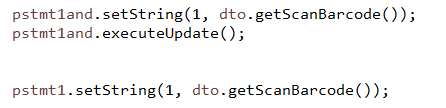 pstmt1and.setString(1, dto.getScanBarcode());
pstmt1and.executeUpdate();
pstmt1.setString(1, dto.getScanBarcode());